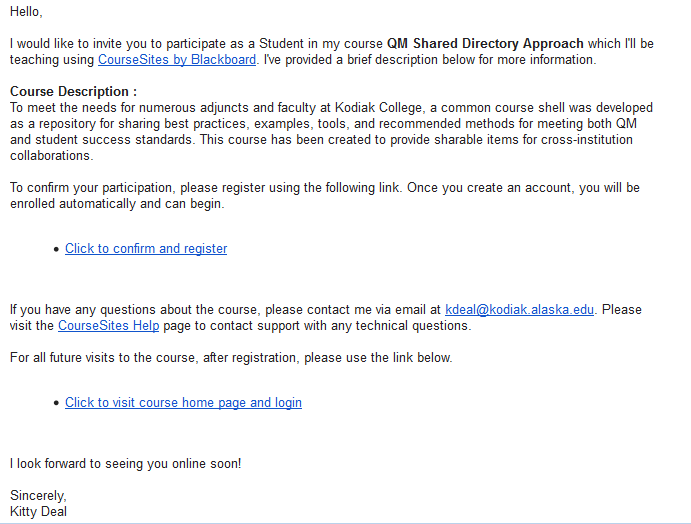 Hello,
I would like to invite you to participate as a Student in my course QM Shared Directory Approach which I'll be
teaching using CourseSites by Blackboard. I've provided a brief description below for more information.
Course Description :
To meet the needs for numerous adjuncts and faculty at Kodiak College, a common course shell was developed
as a repository for sharing best practices, examples, tools, and recommended methods for meeting both QM
and student success standards. This course has been created to provide sharable items for cross-institution
collaborations.
To confirm your participation, please register using the following link. Once you create an account, you will be
enrolled automatically and can begin.
• Click to confirm and register
If you have any questions about the course, please contact me via email at kdeal@kodiak.alaska.edu. Please
visit the CourseSites Help page to contact support with any technical questions.
For all future visits to the course, after registration, please use the link below.
• Click to visit course home page and login
I look forward to seeing you online soon!
Sincerely,
Kitty Deal